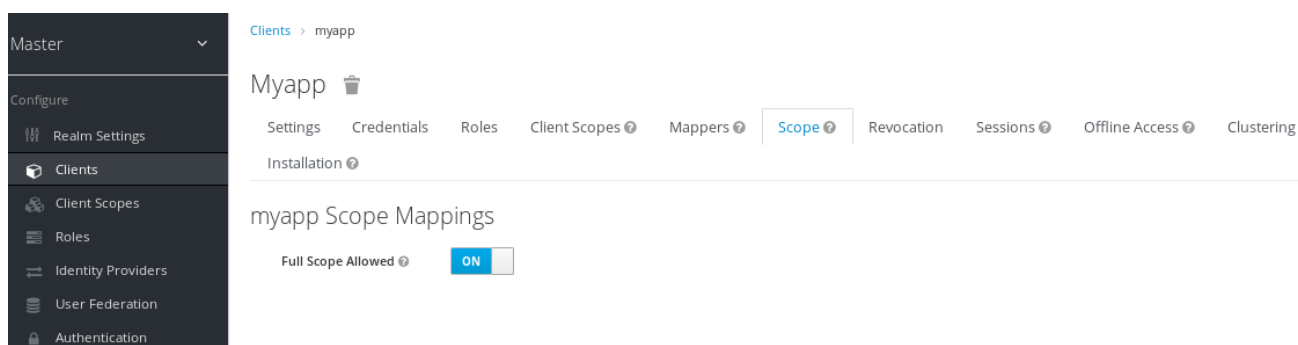 Master
Configure
Realm Settings
Clients
Client Scopes
Roles
Identity Providers
User Federation
Authentication
Clients > myapp
Myapp
Settings Credentials Roles Client Scopes Mappers Scope Revocation Sessions Offline Access Clustering
Installation
myapp Scope Mappings
Full Scope Allowed ON